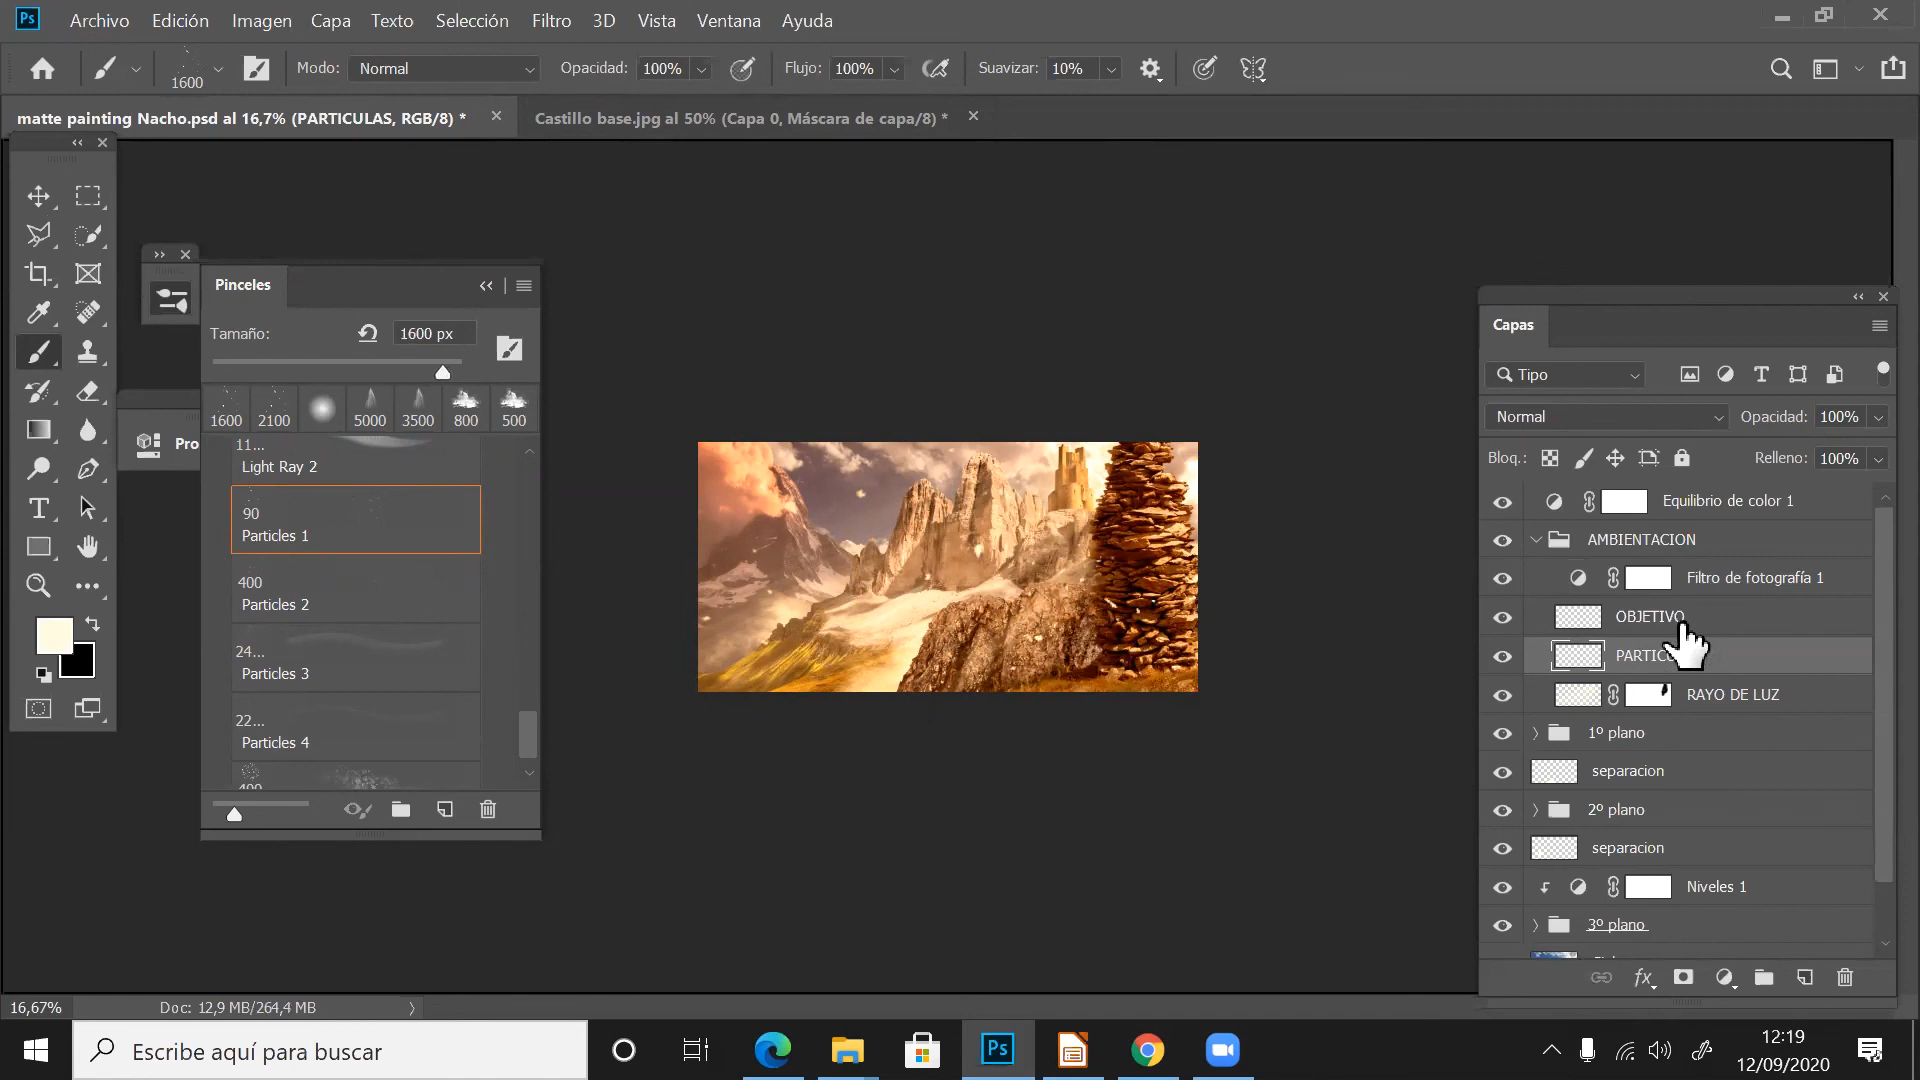 Ps Archivo Edición Imagen Capa Texto Selección Filtro 3D Vista Ventana Ayuda
1600 Modo: Normal Opacidad: 100% Flujo: 100% Suavizar: 10%
matte painting Nacho.psd al 16,7% (PARTICULAS, RGB/8) *
Castillo base.jpg al 50% (Capa 0, Máscara de capa/8) *
Pinceles
Tamaño: 1600 px
1600 2100 5000 3500 800 500
Pro
11...
Light Ray 2
90
Particles 1
400
Particles 2
24...
Particles 3
22...
Particles 4
400
Capas
Tipo
Normal Opacidad: 100%
Bloq.: Relleno: 100%
Equilibrio de color 1
AMBIENTACION
Filtro de fotografía 1
OBJETIVO
RAYO DE LUZ
1º plano
separacion
2º plano
separacion
Niveles 1
3º plano
fx
16,67% Doc: 12,9 MB/264,4 MB
Escribe aquí para buscar
Ps
12:19
12/09/2020